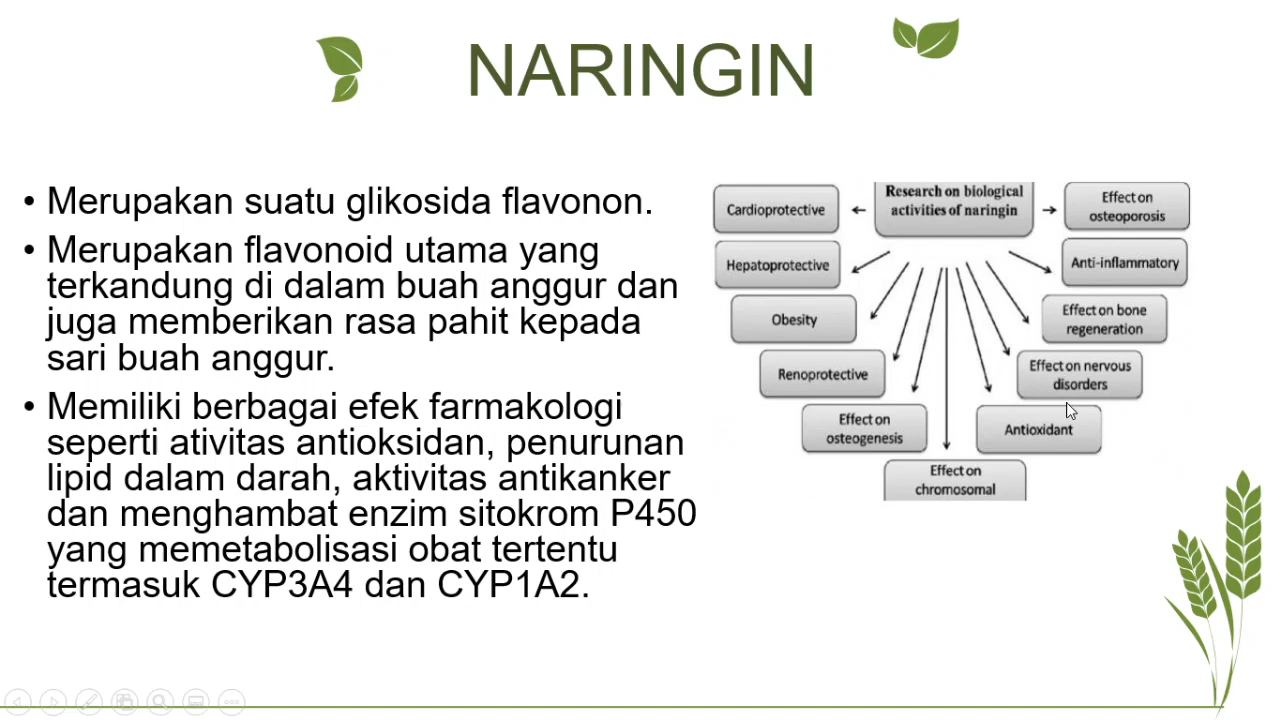 NARINGIN
• Merupakan suatu glikosida flavonon.
• Merupakan flavonoid utama yang
terkandung di dalam buah anggur dan
juga memberikan rasa pahit kepada
sari buah anggur.
• Memiliki berbagai efek farmakologi
seperti ativitas antioksidan, penurunan
lipid dalam darah, aktivitas antikanker
dan menghambat enzim sitokrom P450
yang memetabolisasi obat tertentu
termasuk CYP3A4 dan CYP1A2.
Research on biological
activities of naringin
Cardioprotective
Hepatoprotective
Obesity
Renoprotective
Effect on
osteogenesis
Effect on
chromosomal
Antioxidant
Effect on nervous
disorders
Effect on bone
regeneration
Anti-inflammatory
Effect on
osteoporosis